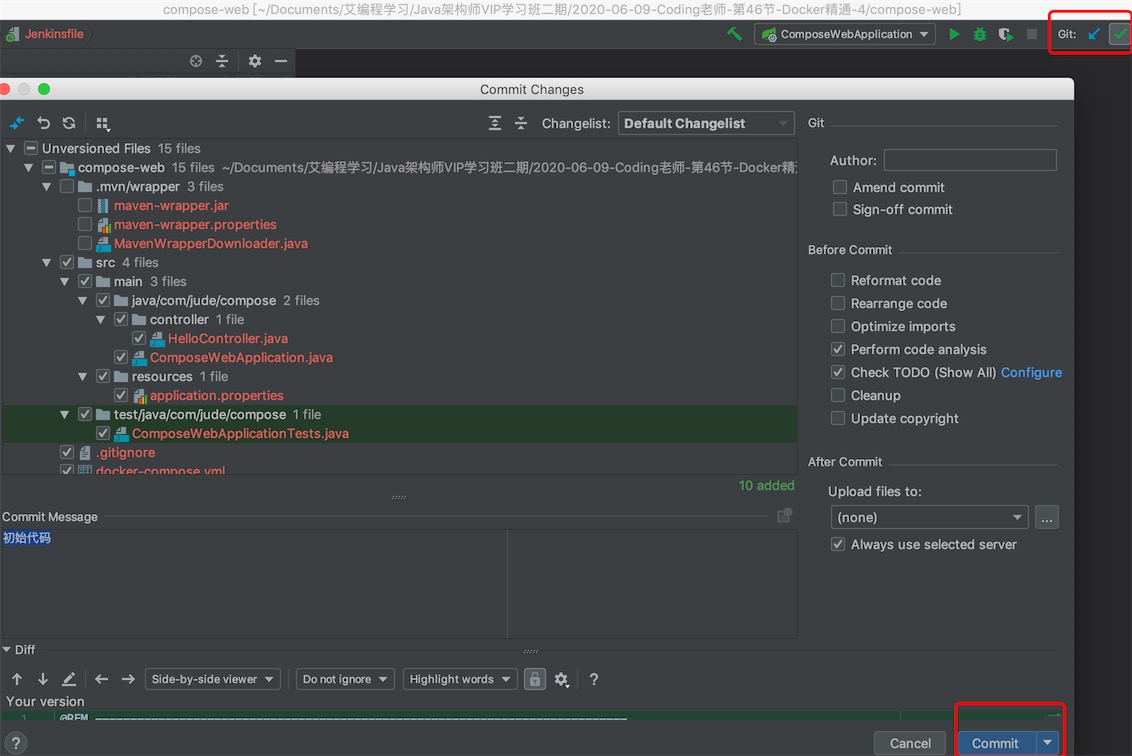 compose-web [~/Documents/艾编程学习/Java架构师VIP学习班二期/2020-06-09-Coding老师-第46节-Docker精通-4/compose-web]
Jenkinsfile
ComposeWebApplication
Git:
Commit Changes
Changelist: Default Changelist
Git
Unversioned Files 15 files
compose-web 15 files ~/Documents/艾编程学习/Java架构师VIP学习班二期/2020-06-09-Coding老师-第46节-Docker精通
.mvn/wrapper 3 files
maven-wrapper.jar
maven-wrapper.properties
MavenWrapperDownloader.java
src 4 files
main 3 files
java/com/jude/compose 2 files
controller 1 file
HelloController.java
ComposeWebApplication.java
resources 1 file
application.properties
test/java/com/jude/compose 1 file
ComposeWebApplicationTests.java
.gitignore
docker-compose.yml
10 added
Author:
Amend commit
Sign-off commit
Before Commit
Reformat code
Rearrange code
Optimize imports
Perform code analysis
Check TODO (Show All) Configure
Cleanup
Update copyright
After Commit
Upload files to:
(none)
...
Always use selected server
Commit Message
初始代码
Diff
Side-by-side viewer
Do not ignore
Highlight words
?
Your version
1 @REM
?
Cancel
Commit